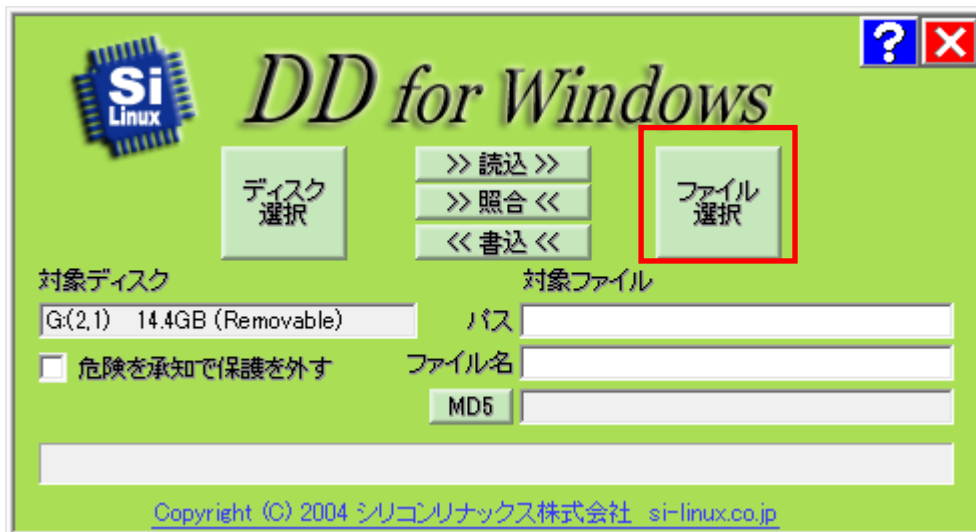 Si
Linux
DD for Windows
?
×
ディスク
選択
>> 読込 >>
>> 照合 <<
<< 書込 <<
ファイル
選択
対象ディスク
対象ファイル
G:(2,1) 14.4GB (Removable)
パス
危険を承知で保護を外す
ファイル名
MD5
Copyright (C) 2004 シリコンリナックス株式会社 si-linux.co.jp